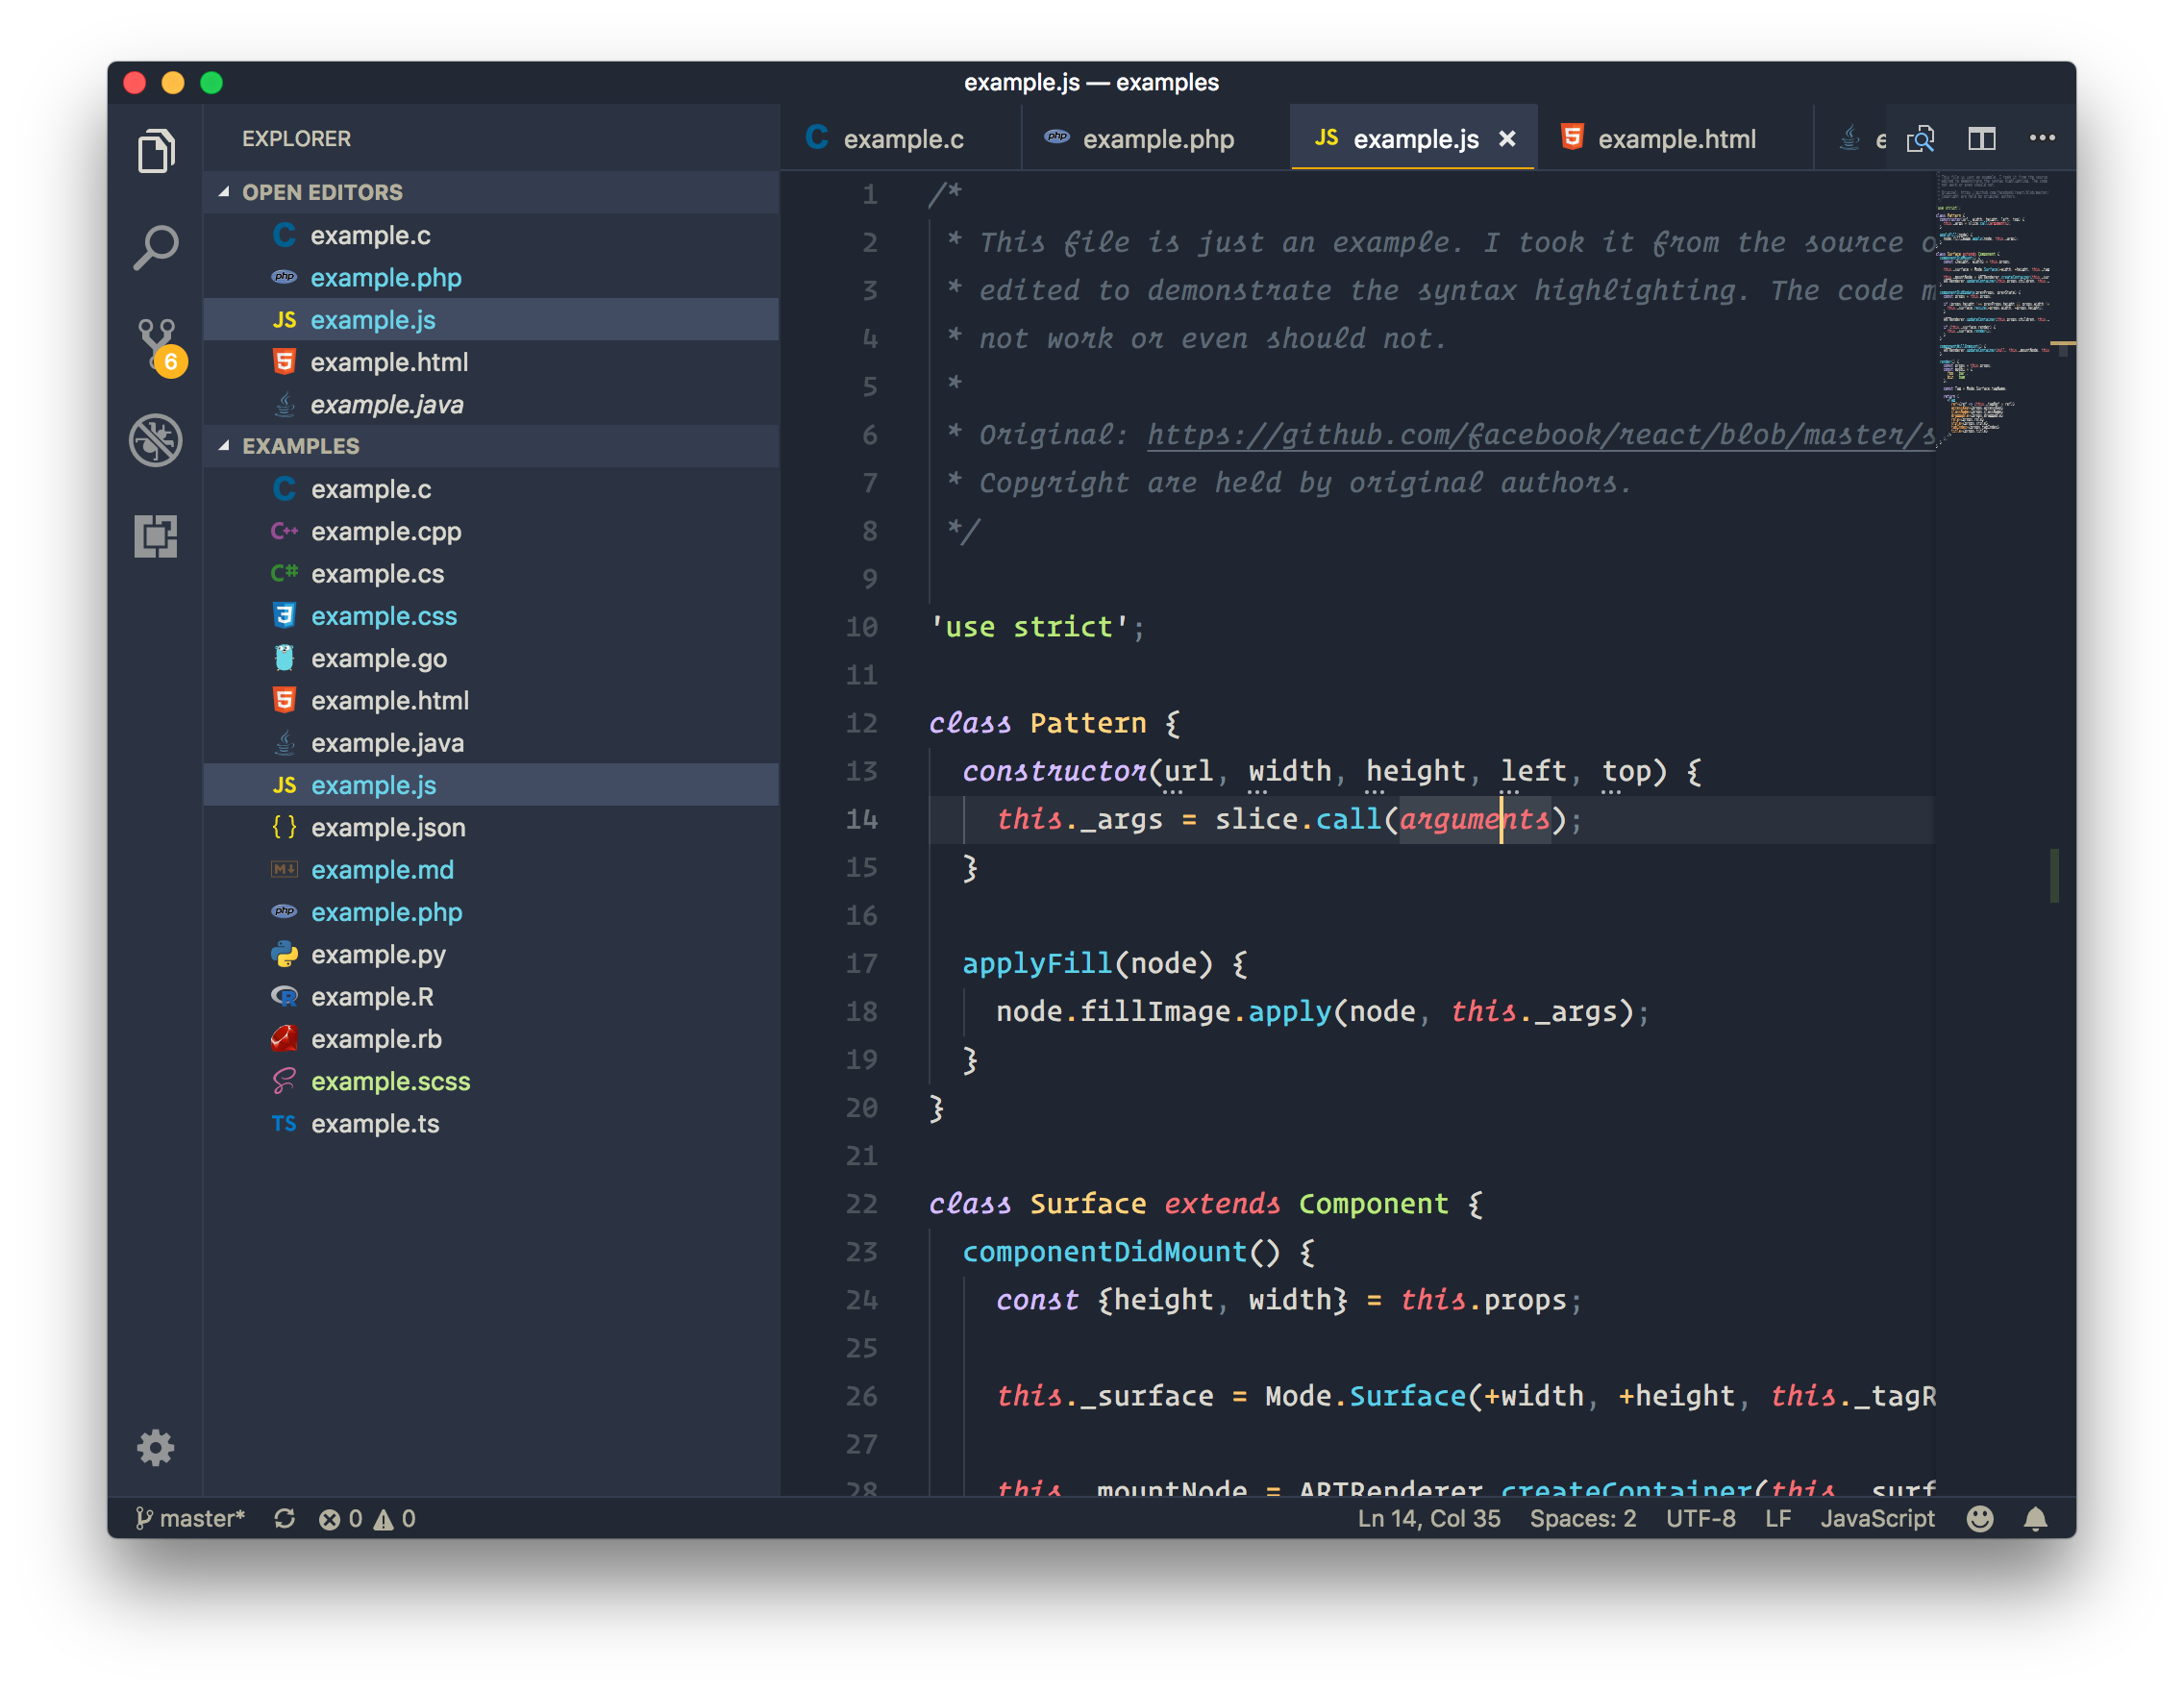 example.js — examples
EXPLORER
OPEN EDITORS
example.c
example.php
JS example.js
example.html
example.java
EXAMPLES
example.c
C++ example.cpp
C# example.cs
example.css
example.go
example.html
example.java
JS example.js
{ } example.json
example.md
php example.php
example.py
R example.R
example.rb
example.scss
TS example.ts
6
C example.c
php example.php
JS example.js
5 example.html
1 /*
2 * This file is just an example. I took it from the source o
3 * edited to demonstrate the syntax highlighting. The code m
4 * not work or even should not.
5 *
6 * Original: https://github.com/facebook/react/blob/master/s
7 * Copyright are held by original authors.
8 */
9
10 'use strict';
11
12 class Pattern {
13 constructor(url, width, height, left, top) {
14 this._args = slice.call(arguments);
15 }
16
17 applyFill(node) {
18 node.fillImage.apply(node, this._args);
19 }
20 }
21
22 class Surface extends Component {
23 componentDidMount() {
24 const {height, width} = this.props;
25
26 this._surface = Mode.Surface(+width, +height, this._tagR
27
28 this._mountNode = ARTRenderer.createContainer(this._surf
master* 0 0
Ln 14, Col 35 Spaces: 2 UTF-8 LF JavaScript